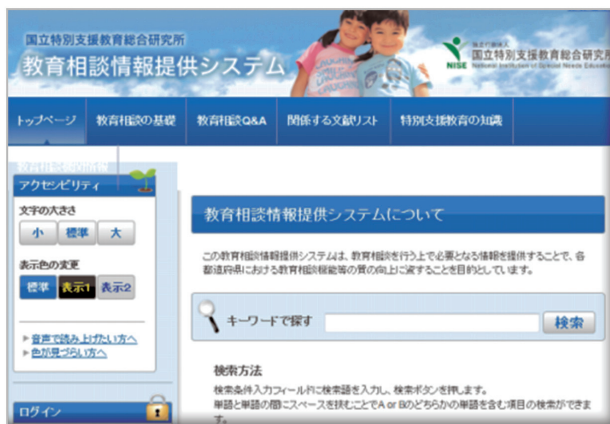 国立特別支援教育総合研究所
教育相談情報提供システム
独立行政法人
国立特別支援教育総合研究所
NISE National Institute of Special Needs Education
トップページ 教育相談の基礎 教育相談Q&A 関係する文献リスト 特別支援教育の知識
アクセシビリティ
文字の大きさ
小 標準 大
表示色の変更
標準 表示1 表示2
音声で読み上げたい方へ
色が見づらい方へ
ログイン
教育相談情報提供システムについて
この教育相談情報提供システムは、教育相談を行う上で必要となる情報を提供することで、各
都道府県における教育相談機能等の質の向上に資することを目的としています。
キーワードで探す 検索
検索方法
検索条件入力フィールドに検索語を入力し、検索ボタンを押します。
単語と単語の間にスペースを挟むことでA or Bのどちらかの単語を含む項目の検索ができま
す。